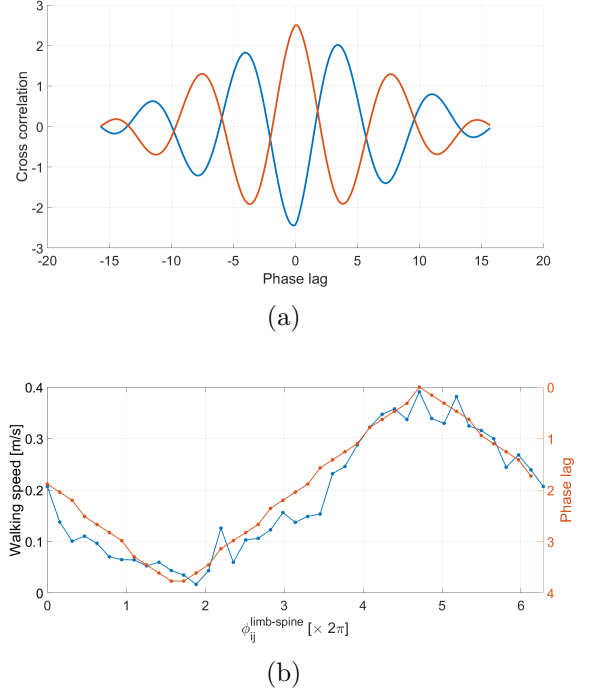 3
2
1
0
-1
-2
-3
Cross correlation
-20 -15 -10 -5 0 5 10 15 20
Phase lag
(a)
0.4
0.3
0.2
0.1
0
Walking speed [m/s]
0
1
2
3
4
Phase lag
0 1 2 3 4 5 6
ϕ_ij^limb-spine [× 2π]
(b)